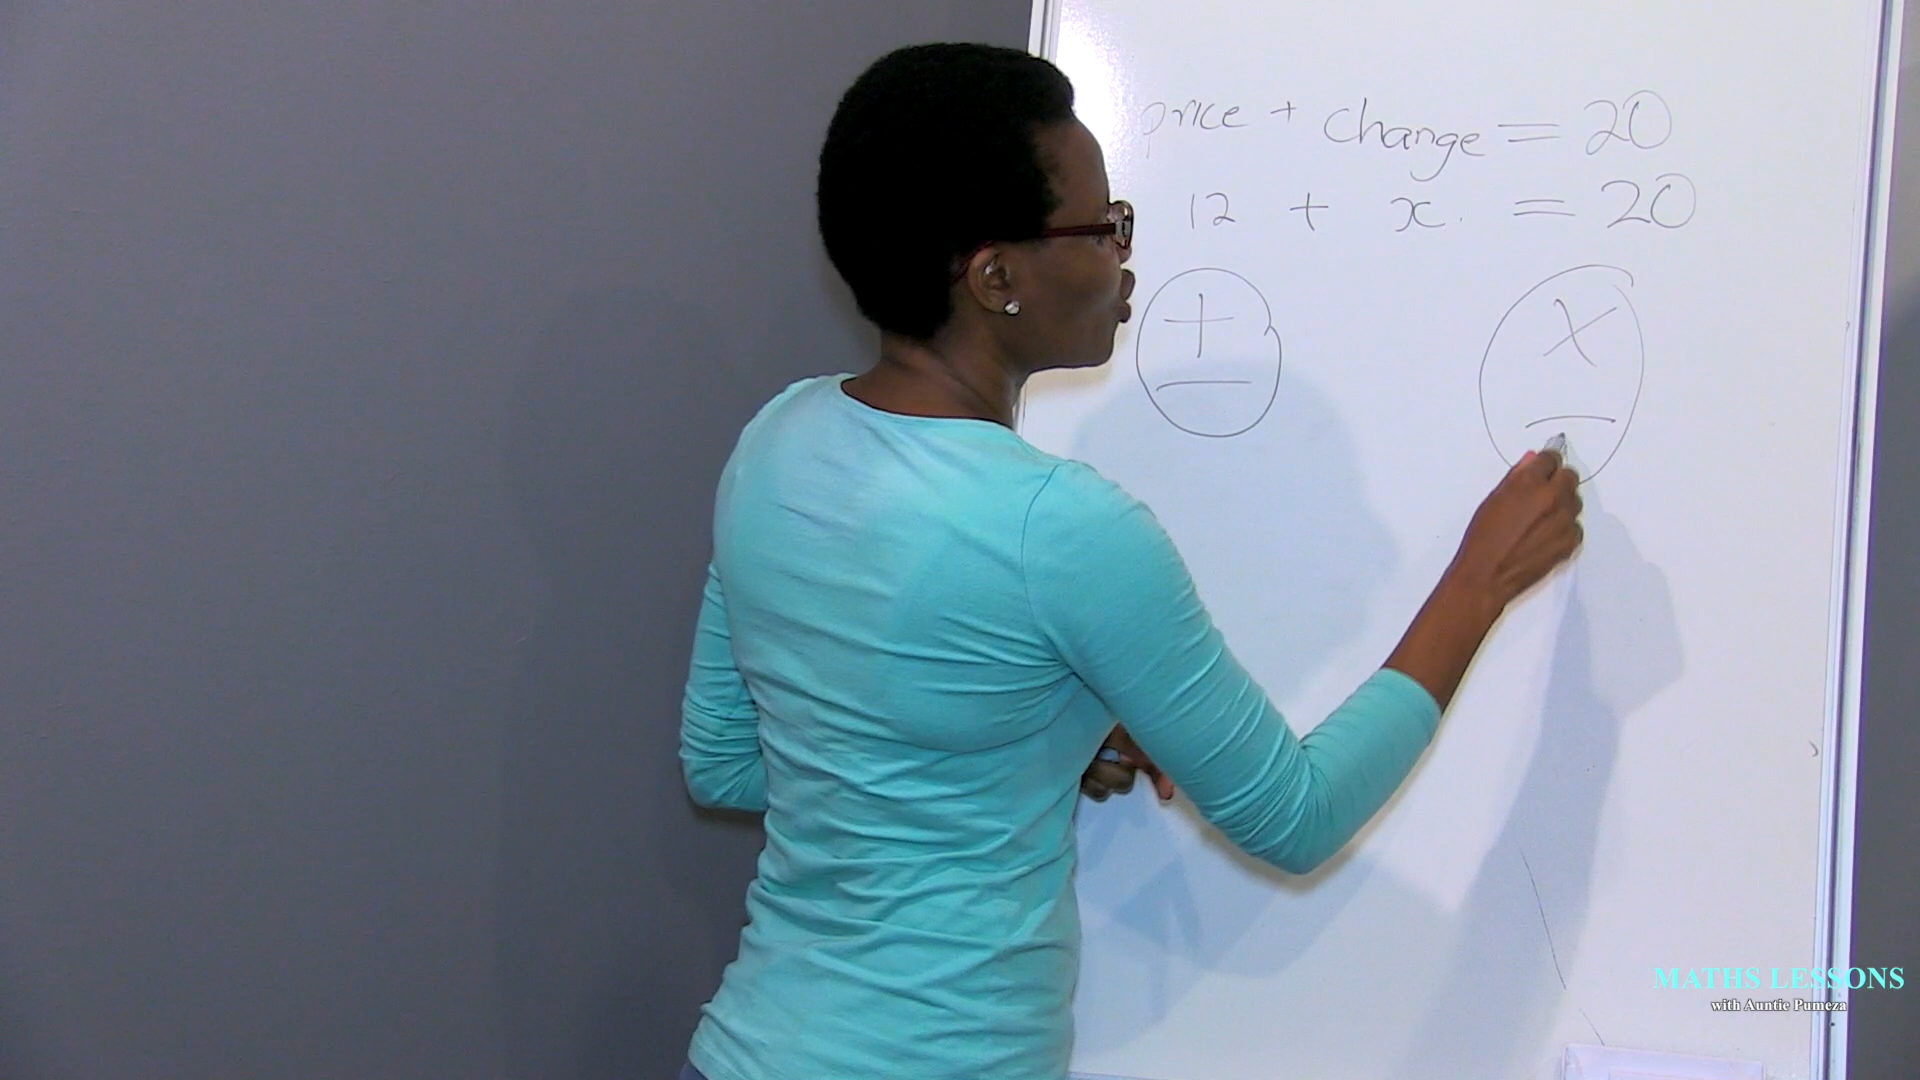 price + change = 20
12 + x = 20
+
−
×
−
MATHS LESSONS
with Auntie Pumeza